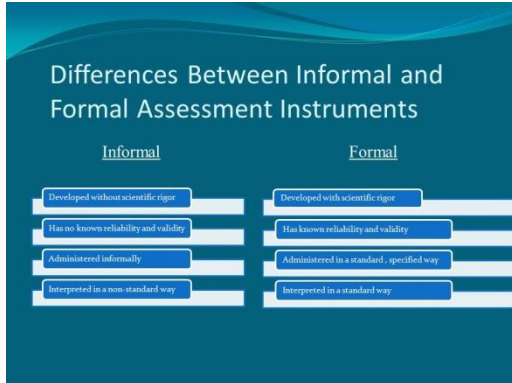 Differences Between Informal and
Formal Assessment Instruments
Informal
Developed without scientific rigor
Has no known reliability and validity
Administered informally
Interpreted in a non-standard way
Formal
Developed with scientific rigor
Has known reliability and validity
Administered in a standard , specified way
Interpreted in a standard way